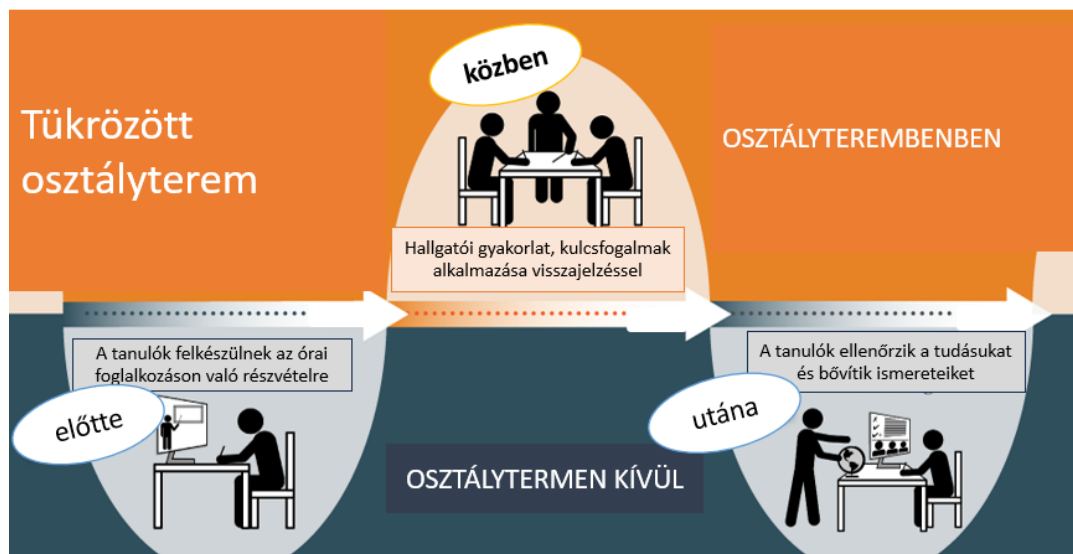 Tükrözött
osztályterem
közben
OSZTÁLYTEREMBENBEN
Hallgatói gyakorlat, kulcsfogalmak
alkalmazása visszajelzéssel
A tanulók felkészülnek az órai
foglalkozáson való részvételre
előtte
OSZTÁLYTERMEN KÍVÜL
A tanulók ellenőrzik a tudásukat
és bővítik ismereteiket
utána